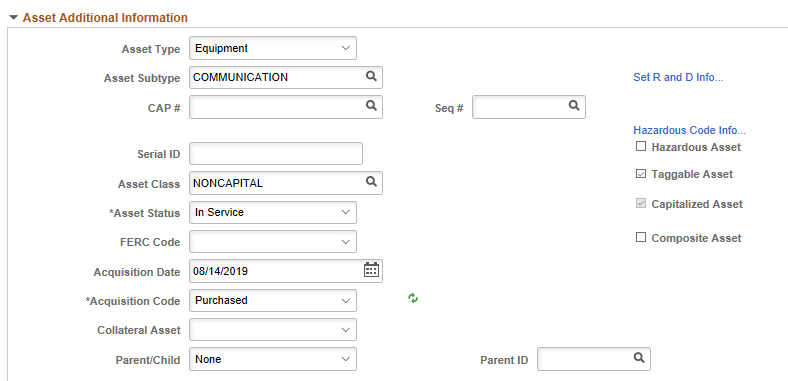 Asset Additional Information
Asset Type Equipment
Asset Subtype COMMUNICATION Set R and D Info...
CAP # Seq #
Hazardous Code Info...
Hazardous Asset
Serial ID
Taggable Asset
Asset Class NONCAPITAL
Capitalized Asset
*Asset Status In Service
FERC Code Composite Asset
Acquisition Date 08/14/2019
*Acquisition Code Purchased
Collateral Asset
Parent/Child None Parent ID